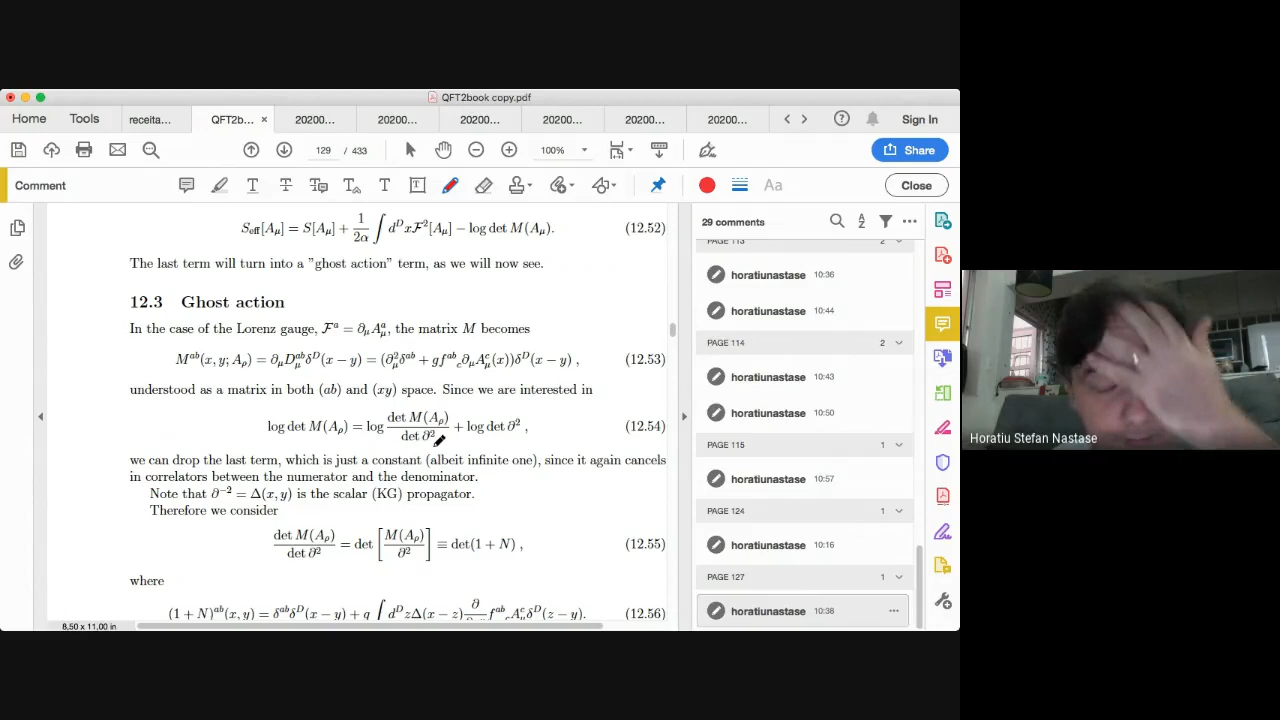 QFT2book copy.pdf
Home Tools receita... QFT2b... × 20200... 20200... 20200... 20200... 20200... 20200... Sign In
129 / 433 100% Share
Comment Aa Close
S_eff[A_μ] = S[A_μ] + 1/2α ∫ d^D x F²[A_μ] − log det M(A_μ). (12.52)
The last term will turn into a "ghost action" term, as we will now see.
12.3 Ghost action
In the case of the Lorenz gauge, F^a = ∂_μ A^a_μ, the matrix M becomes
M^ab(x, y; A_ρ) = ∂_μ D^ab_μ δ^D(x − y) = (∂²_μ δ^ab + g f^ab_c ∂_μ A^c_μ(x)) δ^D(x − y) , (12.53)
understood as a matrix in both (ab) and (xy) space. Since we are interested in
log det M(A_ρ) = log det M(A_ρ) / det ∂² + log det ∂² , (12.54)
we can drop the last term, which is just a constant (albeit infinite one), since it again cancels
in correlators between the numerator and the denominator.
Note that ∂^−2 = Δ(x, y) is the scalar (KG) propagator.
Therefore we consider
det M(A_ρ) / det ∂² = det [ M(A_ρ) / ∂² ] ≡ det(1 + N) , (12.55)
where
(1 + N)^ab(x, y) = δ^ab δ^D(x − y) + g ∫ d^D z Δ(x − z) ∂ f^ab_c A^c_μ δ^D(z − y). (12.56)
8,50 x 11,00 in
29 comments
PAGE 113 2
horatiunastase 10:36
horatiunastase 10:44
PAGE 114 2
horatiunastase 10:43
horatiunastase 10:50
PAGE 115 1
horatiunastase 10:57
PAGE 124 1
horatiunastase 10:16
PAGE 127 1
horatiunastase 10:38
Horatiu Stefan Nastase